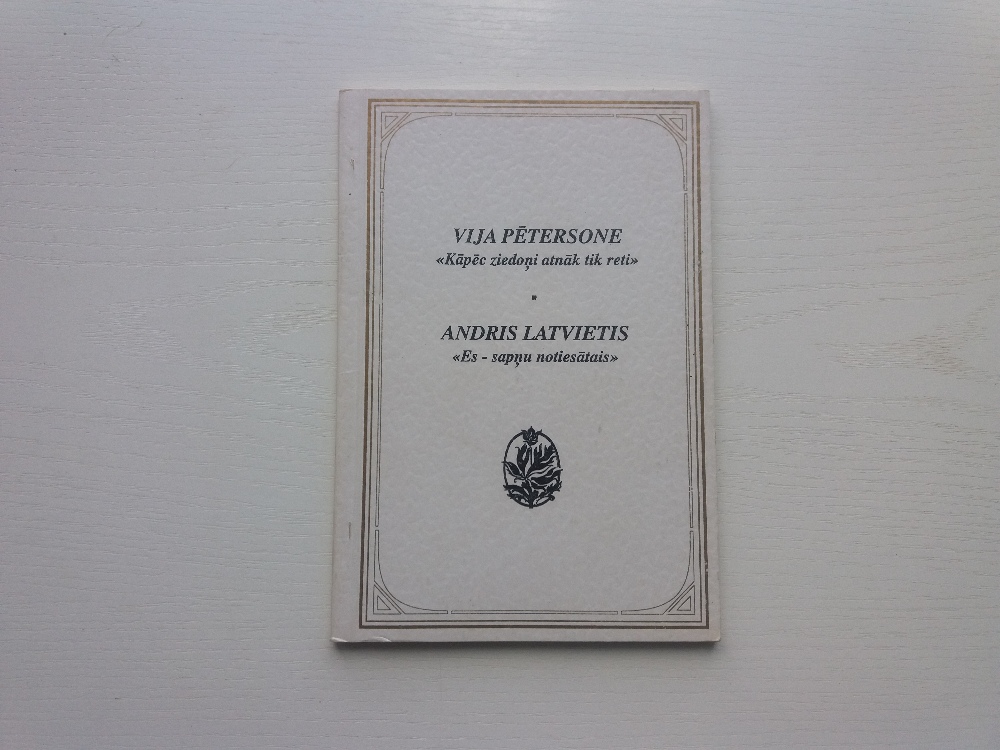 VIJA PĒTERSONE
«Kāpēc ziedoņi atnāk tik reti»
ANDRIS LATVIETIS
«Es - sapņu notiesātais»